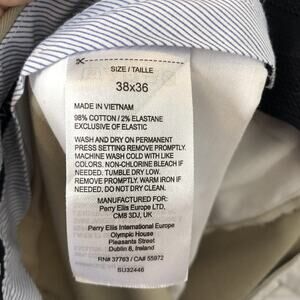 SIZE / TAILLE
38x36
MADE IN VIETNAM
98% COTTON / 2% ELASTANE
EXCLUSIVE OF ELASTIC
WASH AND DRY ON PERMANENT
PRESS SETTING REMOVE PROMPTLY.
MACHINE WASH COLD WITH LIKE
COLORS. NON-CHLORINE BLEACH IF
NEEDED. TUMBLE DRY LOW.
REMOVE PROMPTLY. WARM IRON IF
NEEDED. DO NOT DRY CLEAN.
MANUFACTURED FOR:
Perry Ellis Europe LTD,
CM8 3DJ, UK
Perry Ellis International Europe
Olympic House
Pleasants Street
Dublin 8, Ireland
RN# 37763 / CA# 55972
SU32446